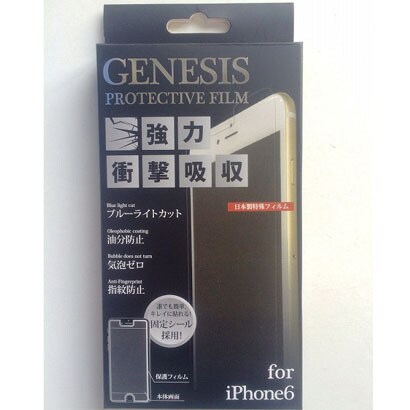 GENESIS
PROTECTIVE FILM
強力
衝撃吸収
日本製特殊フィルム
Blue light cut
ブルーライトカット
Oleophobic coating
油分防止
Bubble does not turn
気泡ゼロ
Anti-Fingerprint
指紋防止
誰でも簡単、
キレイに貼れる!
固定シール
採用!
保護フィルム
本体画面
for
iPhone6